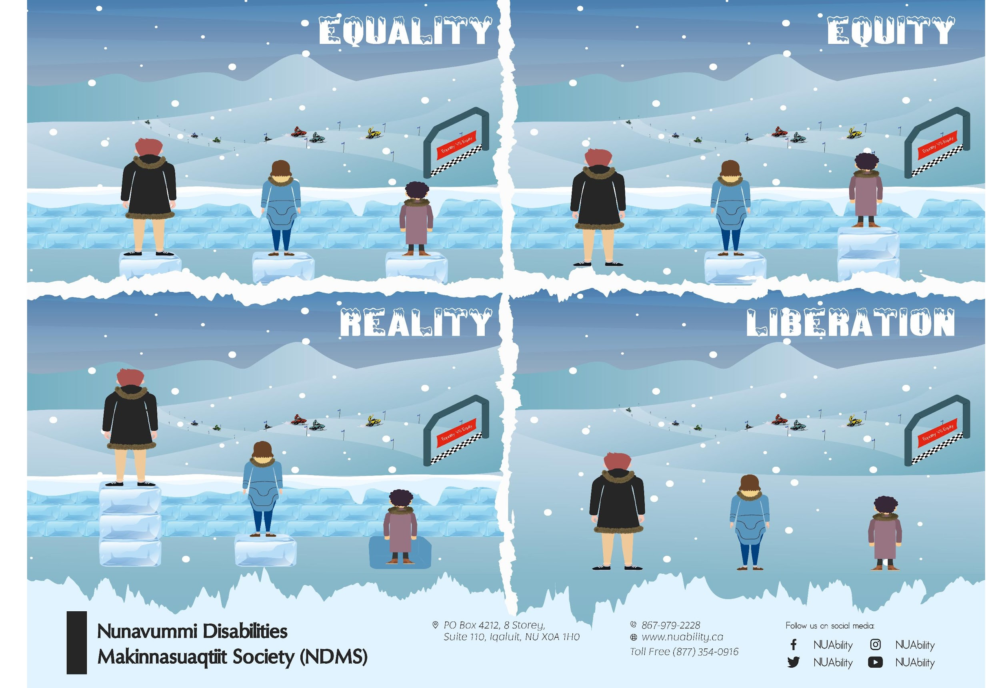 EQUALITY
EQUITY
Equality VS Equity
Equality VS Equity
REALITY
LIBERATION
Equality VS Equity
Equality VS Equity
Nunavummi Disabilities
Makinnasuaqtiit Society (NDMS)
PO Box 4212, 8 Storey,
Suite 110, Iqaluit, NU X0A 1H0
867-979-2228
www.nuability.ca
Toll Free (877) 354-0916
Follow us on social media:
NUAbility
NUAbility
NUAbility
NUAbility